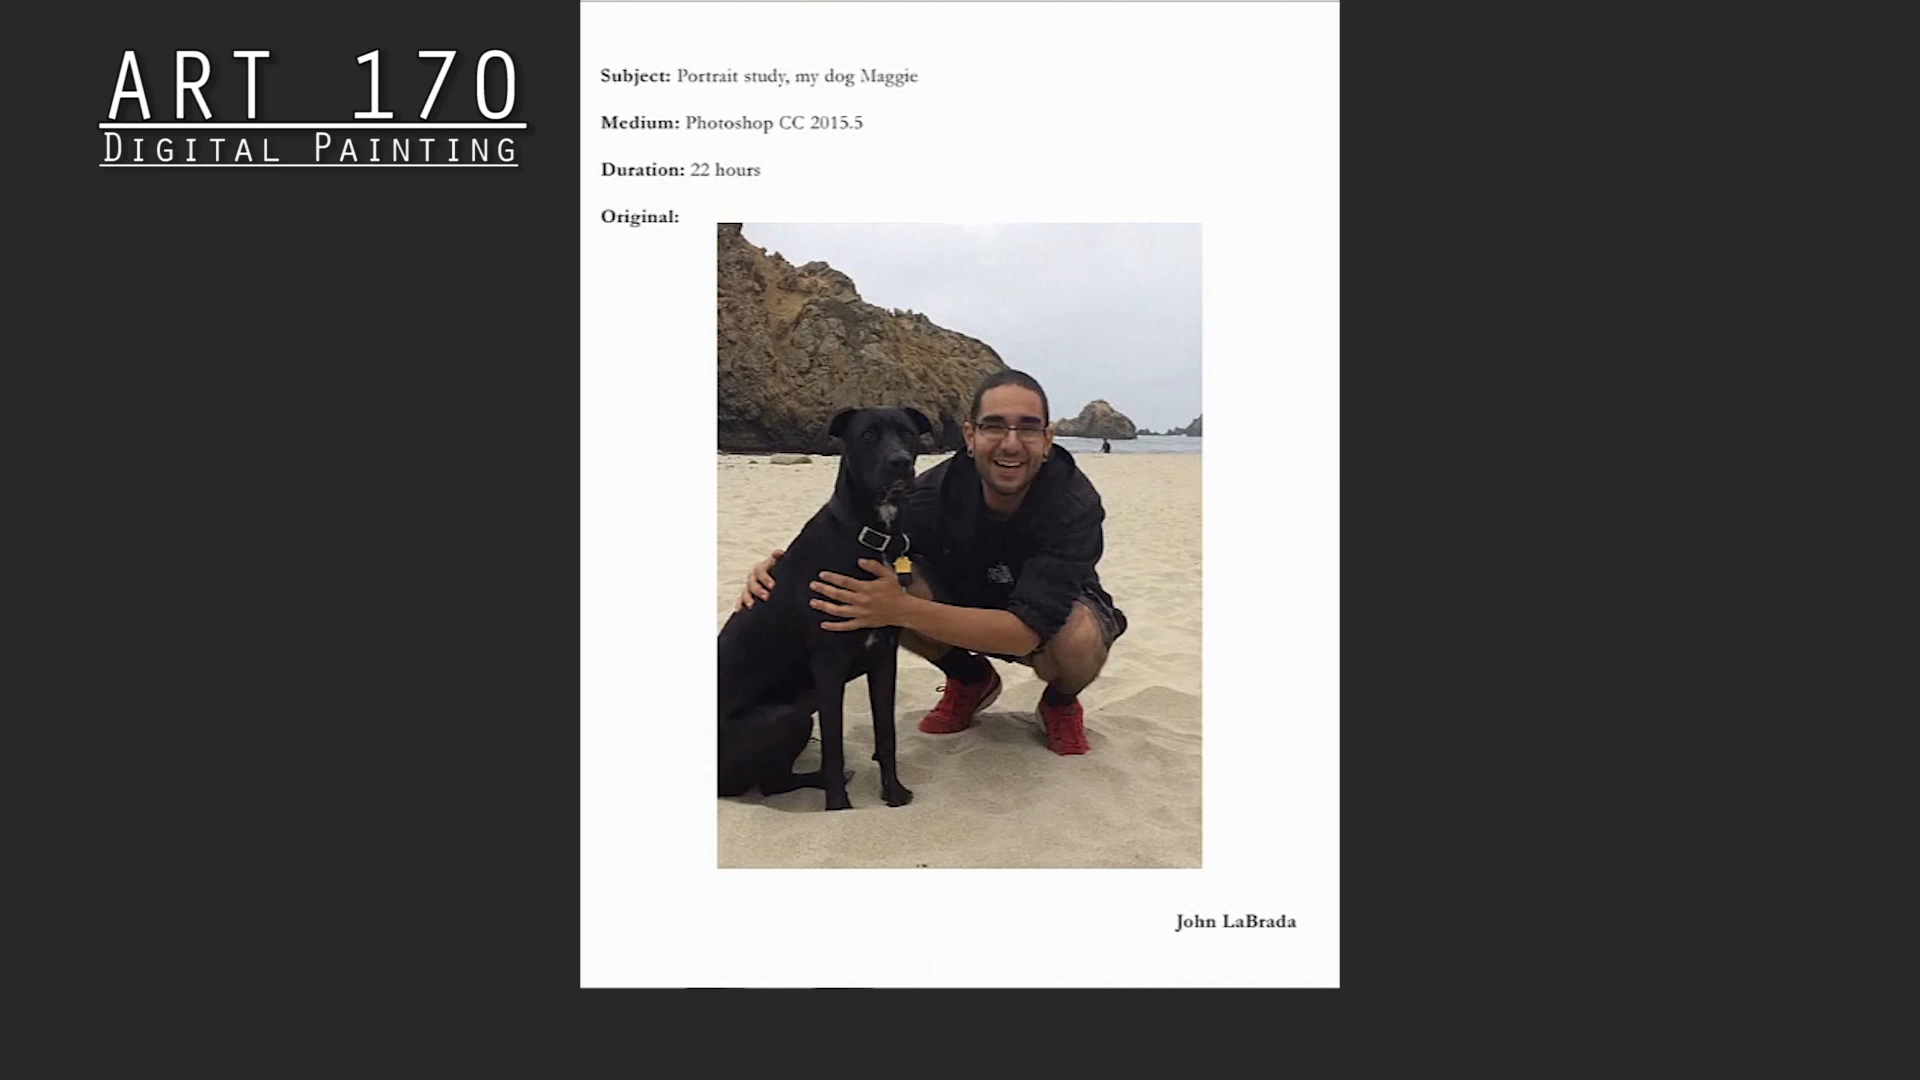 ART 170
DIGITAL PAINTING
Subject: Portrait study, my dog Maggie
Medium: Photoshop CC 2015.5
Duration: 22 hours
Original:
John LaBrada